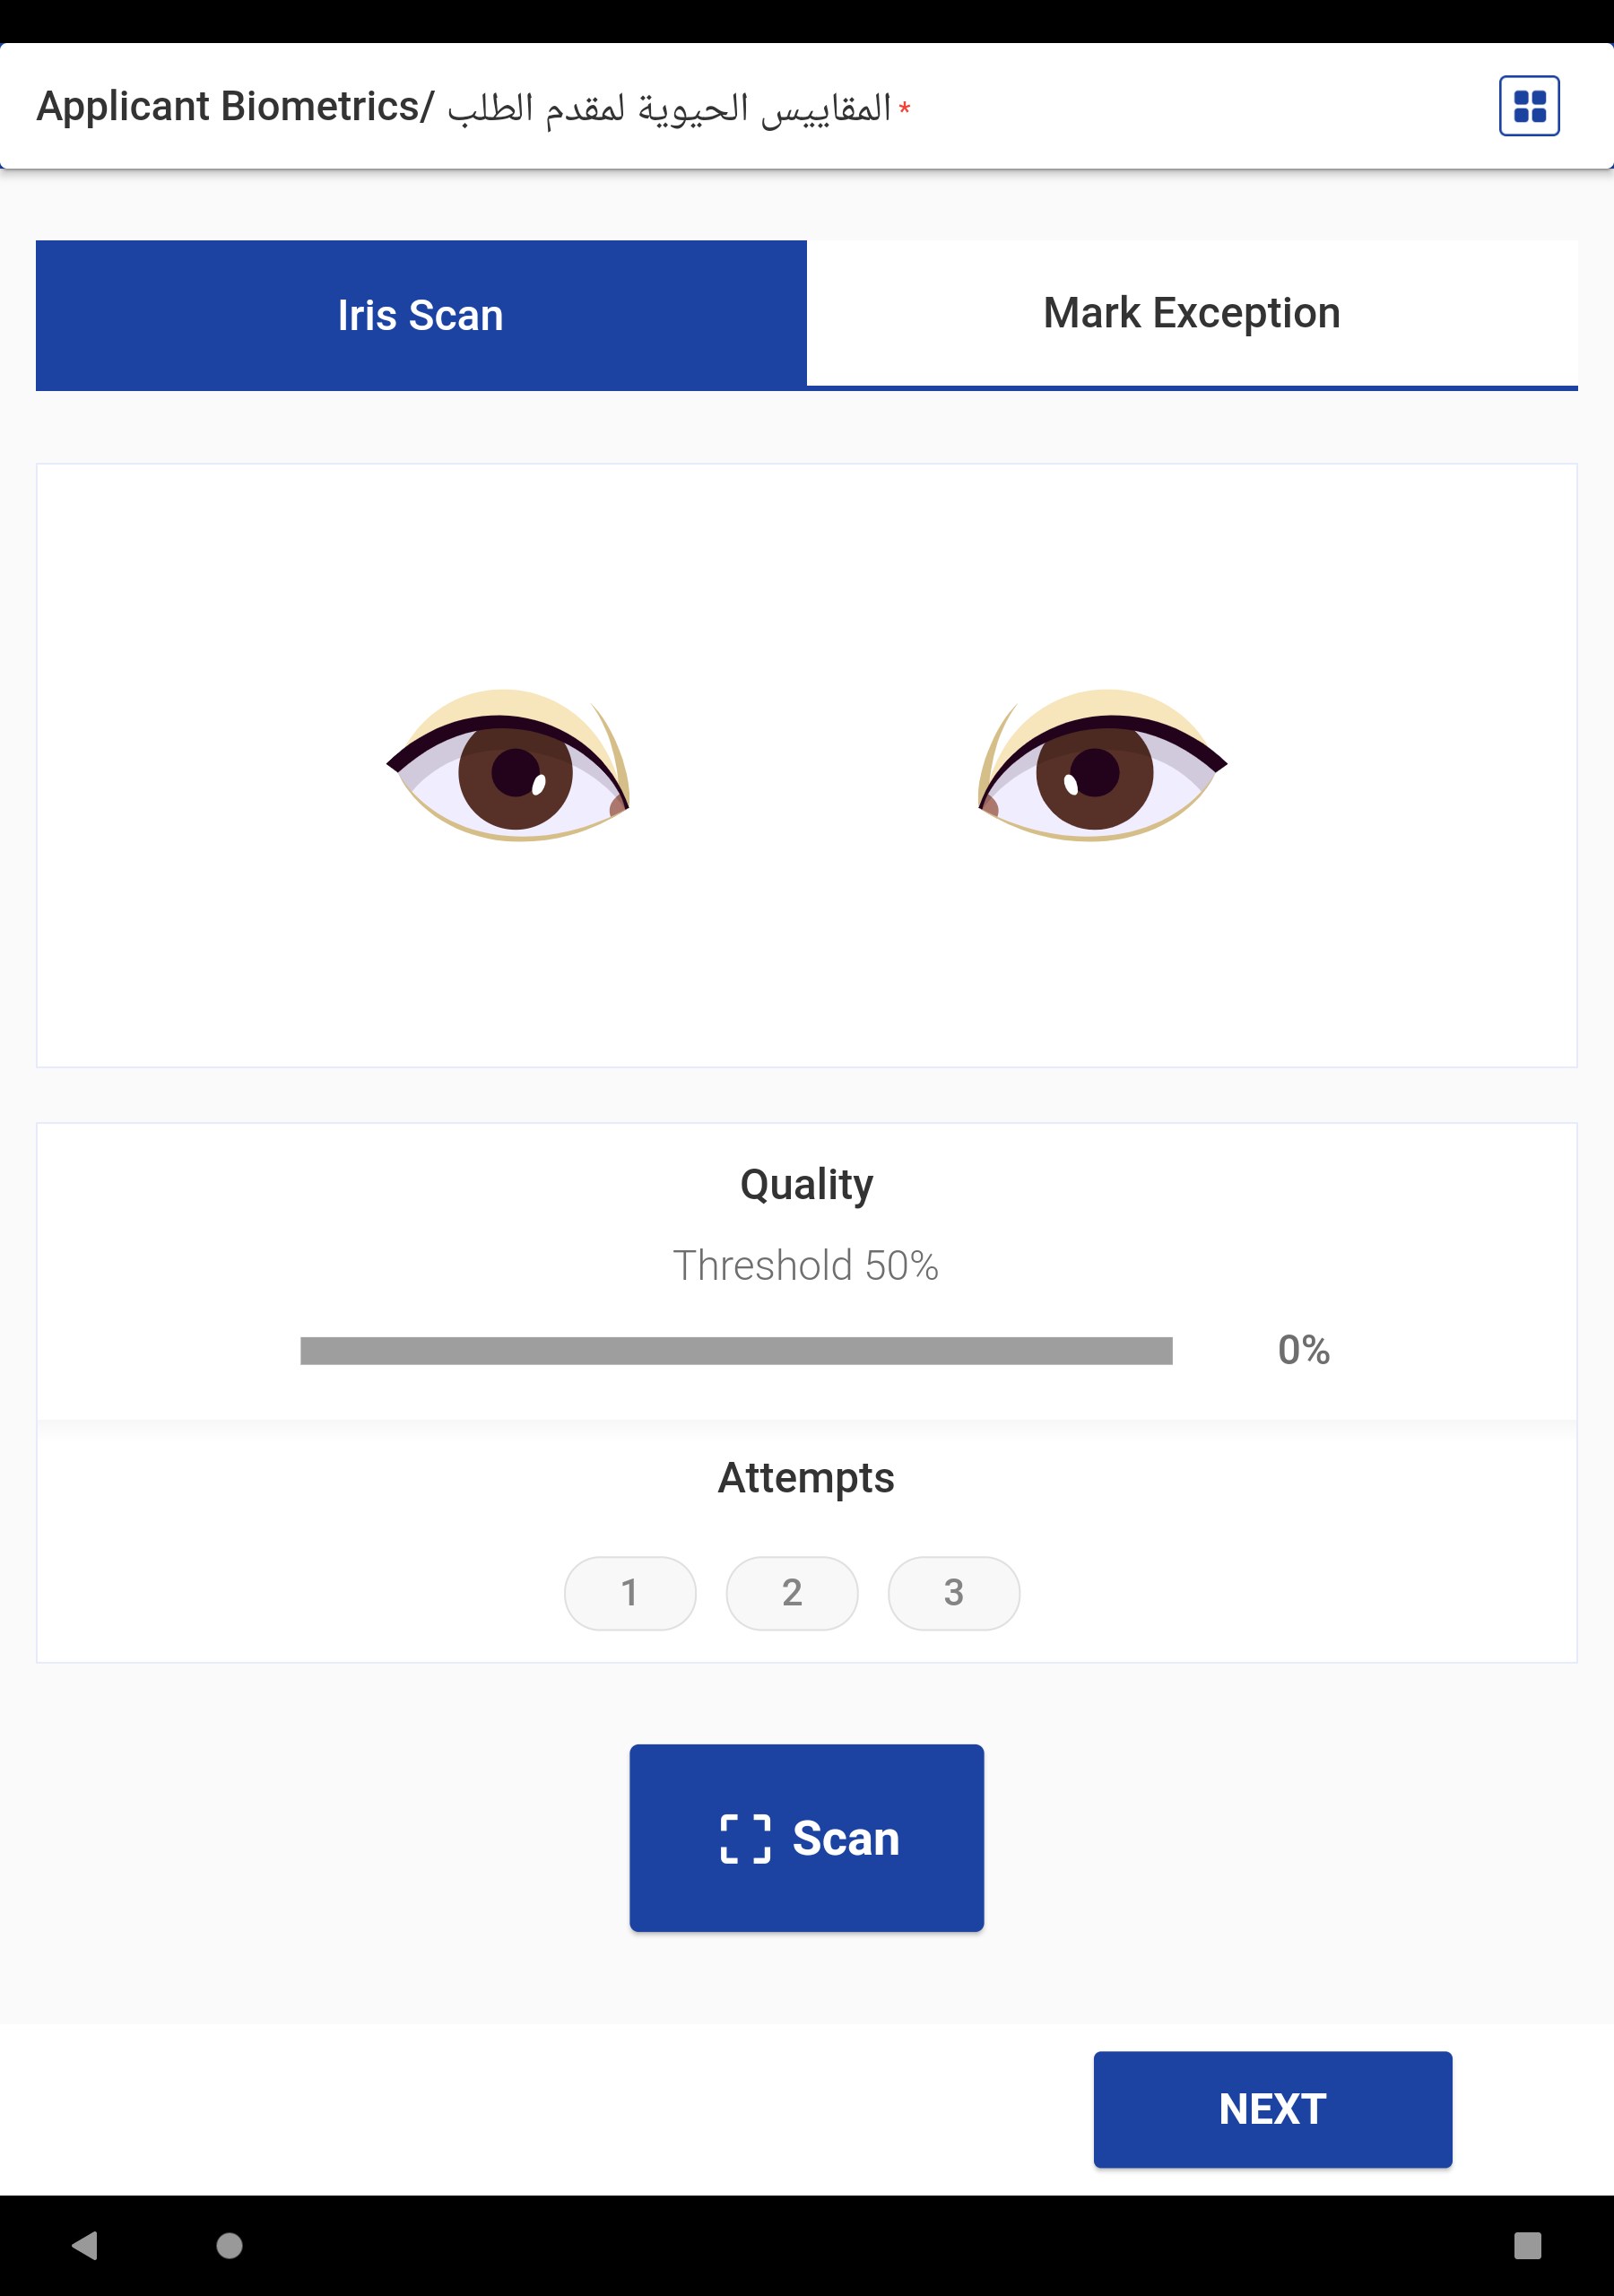 Applicant Biometrics/ المقاييس الحيوية لمقدم الطلب *
Iris Scan
Mark Exception
Quality
Threshold 50%
0%
Attempts
1 2 3
Scan
NEXT